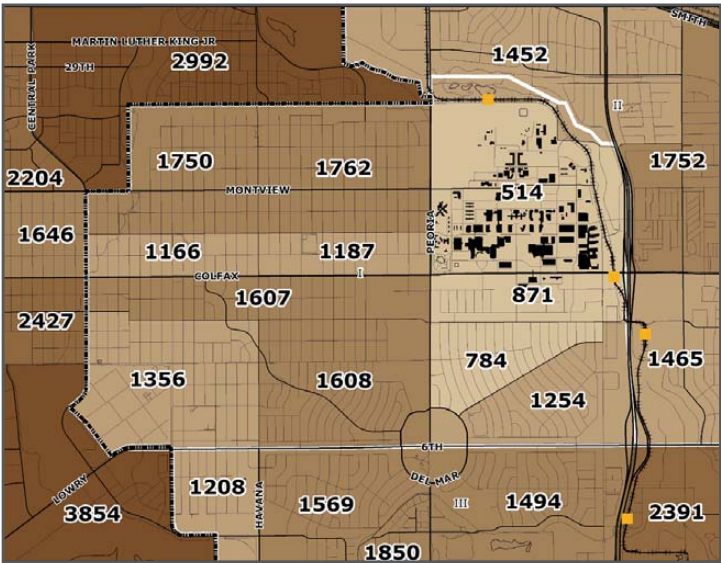 SMITH
MARTIN LUTHER KING JR
1452
2992
29TH
CENTRAL PARK
II
1750
1762
1752
2204
MONTVIEW
514
1646
PEORIA
1166
1187
COLFAX
I
1607
871
2427
1356
1608
784
1465
1254
6TH
DEL MAR
LOWRY
1208
HAVANA
1569
III
1494
3854
2391
1850